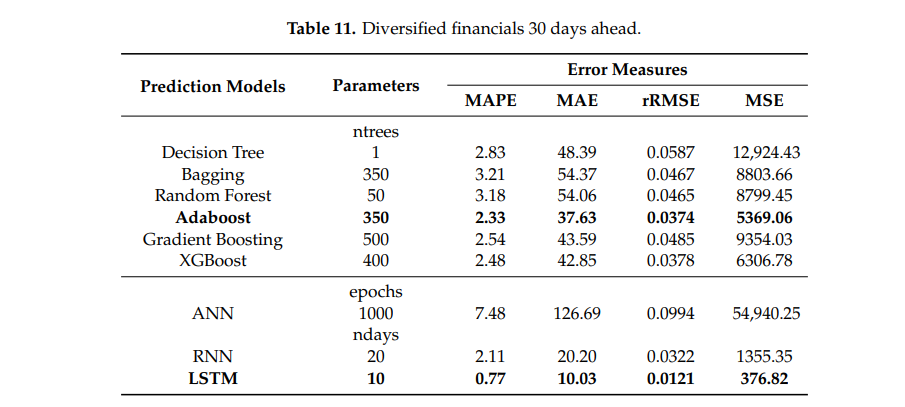 Table 11. Diversified financials 30 days ahead.
Prediction Models Parameters Error Measures
MAPE MAE rRMSE MSE
ntrees
Decision Tree 1 2.83 48.39 0.0587 12,924.43
Bagging 350 3.21 54.37 0.0467 8803.66
Random Forest 50 3.18 54.06 0.0465 8799.45
Adaboost 350 2.33 37.63 0.0374 5369.06
Gradient Boosting 500 2.54 43.59 0.0485 9354.03
XGBoost 400 2.48 42.85 0.0378 6306.78
epochs
ANN 1000 7.48 126.69 0.0994 54,940.25
ndays
RNN 20 2.11 20.20 0.0322 1355.35
LSTM 10 0.77 10.03 0.0121 376.82